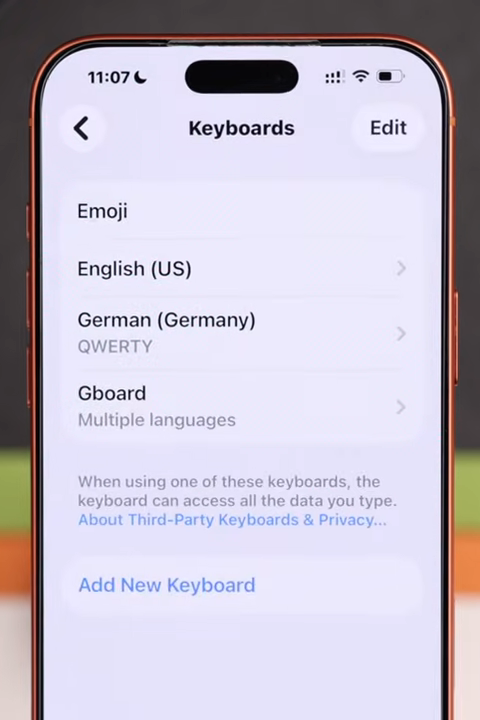 11:07
Keyboards
Edit
Emoji
English (US)
German (Germany)
QWERTY
Gboard
Multiple languages
When using one of these keyboards, the
keyboard can access all the data you type.
About Third-Party Keyboards & Privacy...
Add New Keyboard